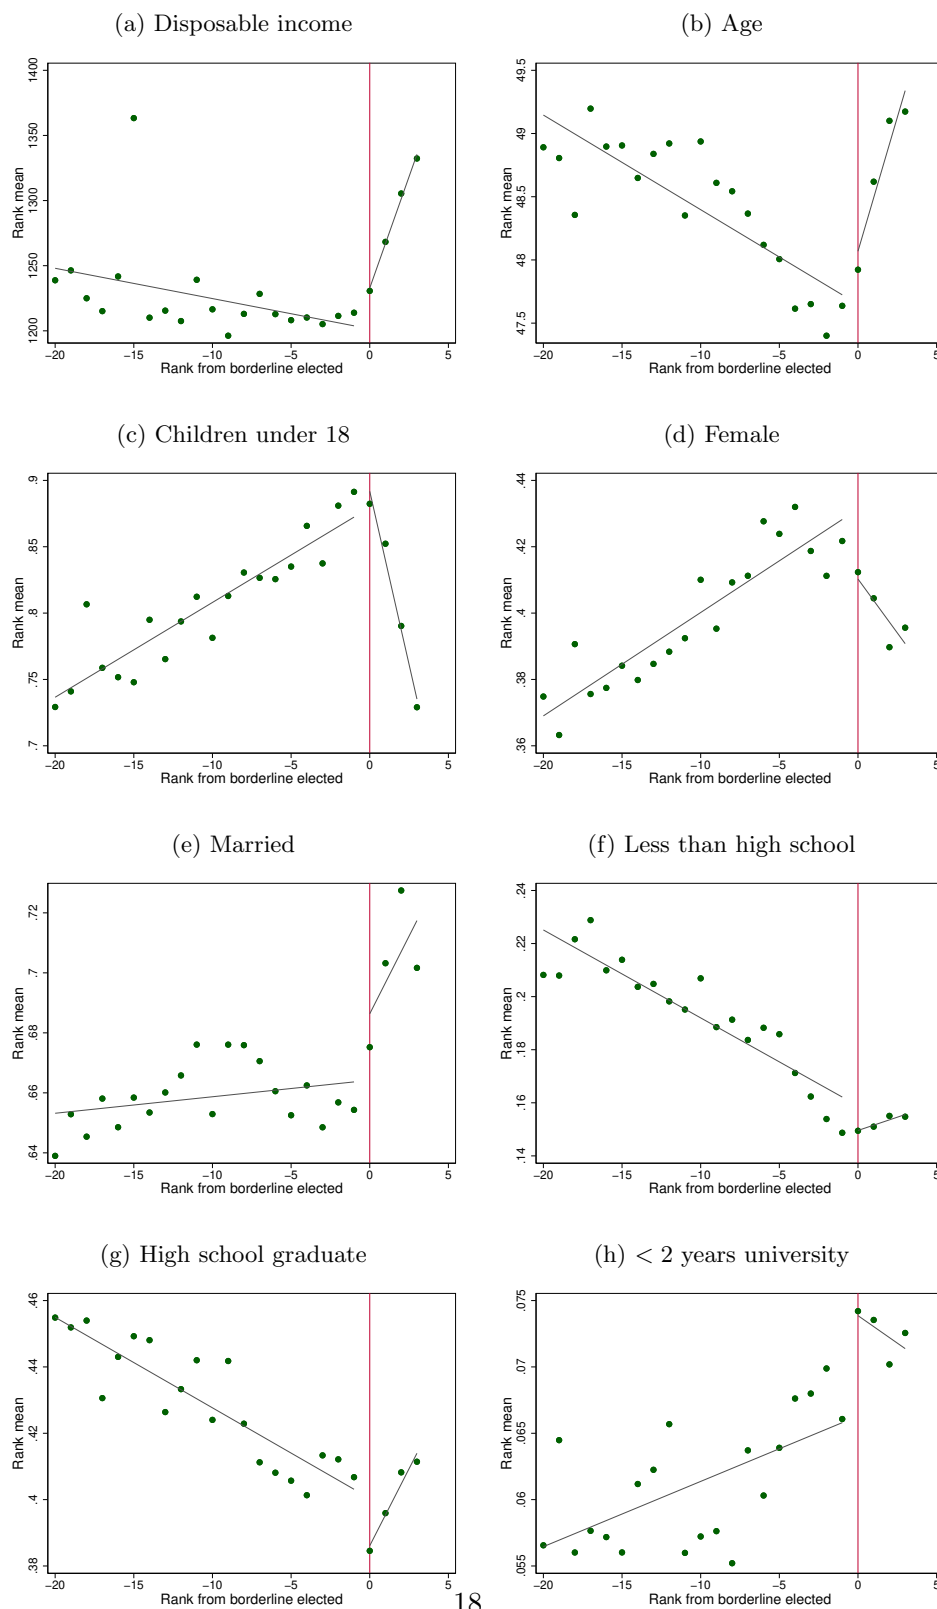 (a) Disposable income
(b) Age
Rank mean
1200 1250 1300 1350 1400
−20 −15 −10 −5 0 5
Rank from borderline elected
Rank mean
47.5 48 48.5 49 49.5
−20 −15 −10 −5 0 5
Rank from borderline elected
(c) Children under 18
(d) Female
Rank mean
.7 .75 .8 .85 .9
−20 −15 −10 −5 0 5
Rank from borderline elected
Rank mean
.36 .38 .4 .42 .44
−20 −15 −10 −5 0 5
Rank from borderline elected
(e) Married
(f) Less than high school
Rank mean
.64 .66 .68 .7 .72
−20 −15 −10 −5 0 5
Rank from borderline elected
Rank mean
.14 .16 .18 .2 .22 .24
−20 −15 −10 −5 0 5
Rank from borderline elected
(g) High school graduate
(h) < 2 years university
Rank mean
.38 .4 .42 .44 .46
−20 −15 −10 −5 0 5
Rank from borderline elected
Rank mean
.055 .06 .065 .07 .075
−20 −15 −10 −5 0 5
Rank from borderline elected
18